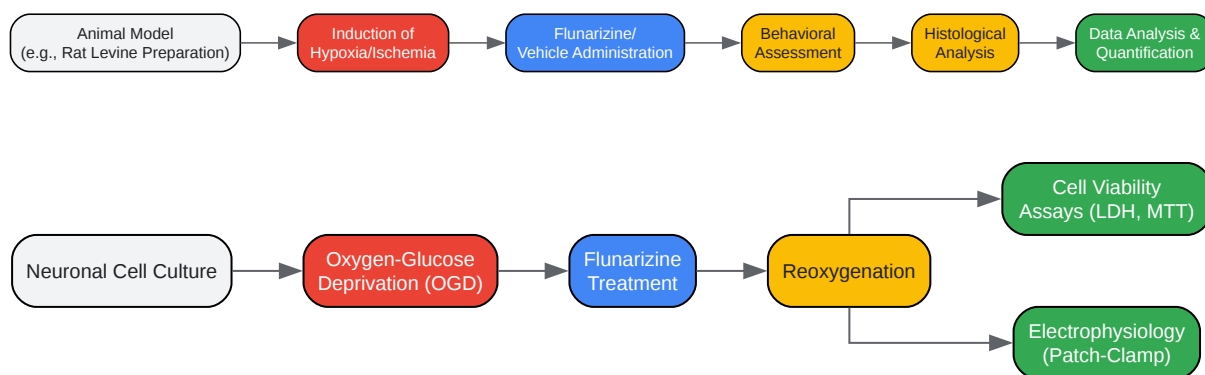 Animal Model
(e.g., Rat Levine Preparation)
Induction of
Hypoxia/Ischemia
Flunarizine/
Vehicle Administration
Behavioral
Assessment
Histological
Analysis
Data Analysis &
Quantification
Neuronal Cell Culture
Oxygen-Glucose
Deprivation (OGD)
Flunarizine
Treatment
Reoxygenation
Cell Viability
Assays (LDH, MTT)
Electrophysiology
(Patch-Clamp)